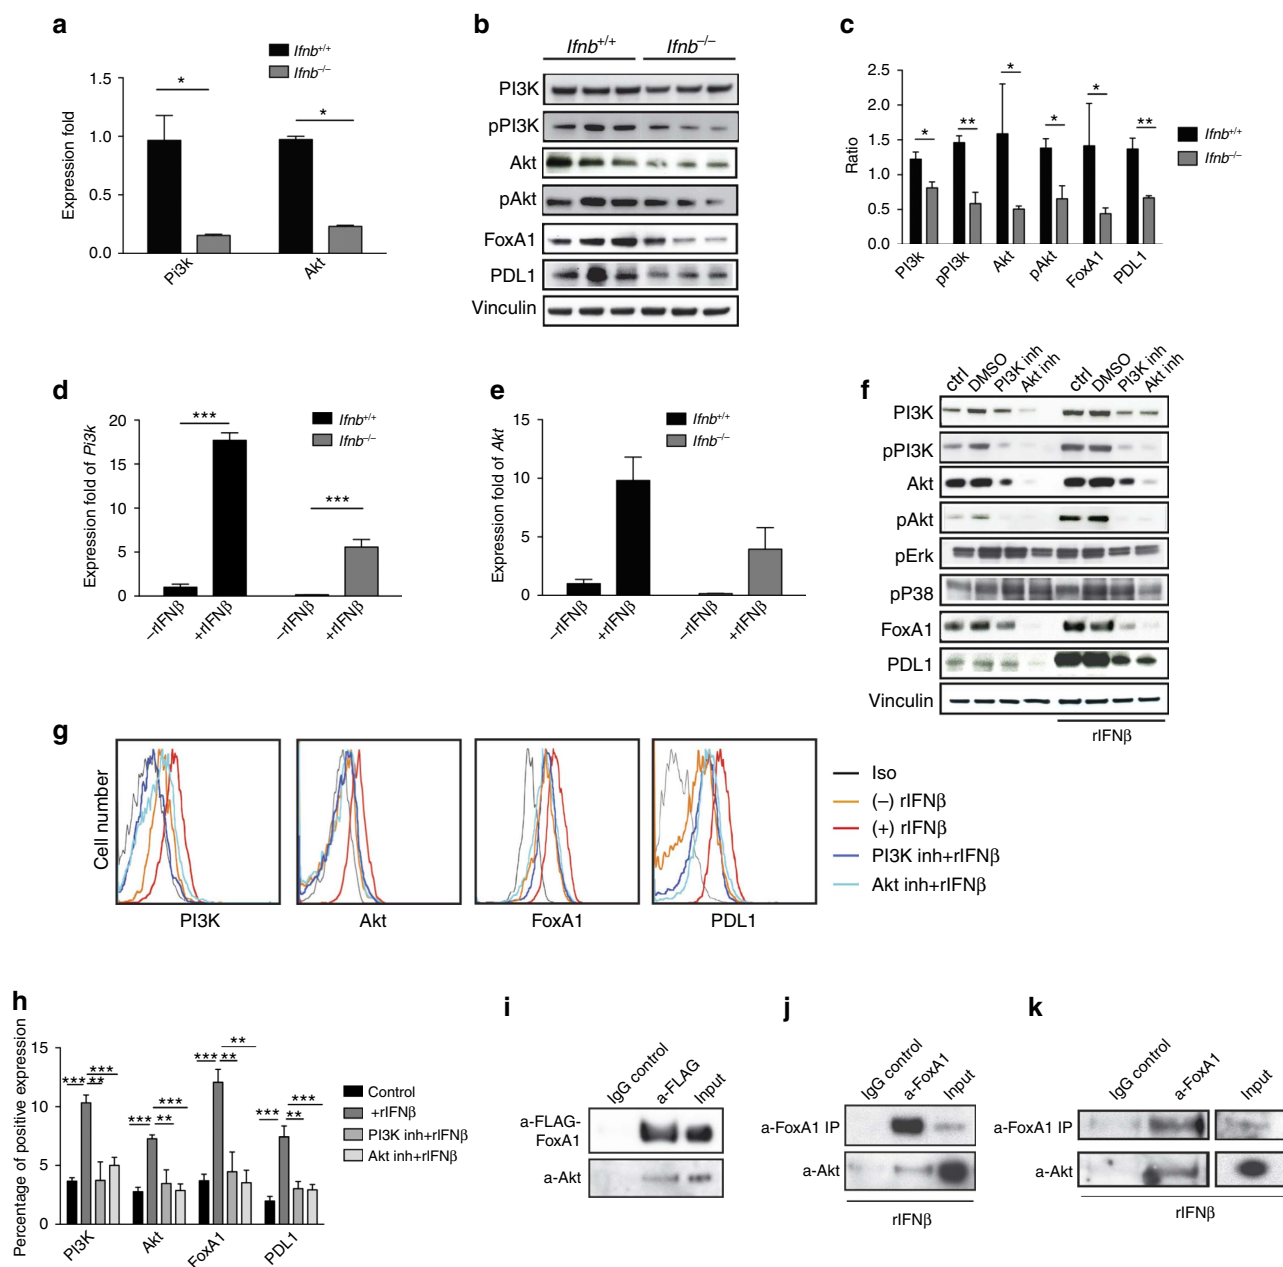 a
Ifnb+/+
Ifnb–/–
Expression fold
1.5
1.0
0.5
0.0
*
*
Pi3k
Akt
b
Ifnb+/+
Ifnb–/–
PI3K
pPI3K
Akt
pAkt
FoxA1
PDL1
Vinculin
c
Ratio
2.5
2.0
1.5
1.0
0.5
0.0
*
**
*
*
*
**
Ifnb+/+
Ifnb–/–
PI3k
pPI3k
Akt
pAkt
FoxA1
PDL1
d
Expression fold of Pi3k
20
15
10
5
0
***
***
Ifnb+/+
Ifnb–/–
–rIFNβ
+rIFNβ
–rIFNβ
+rIFNβ
e
Expression fold of Akt
15
10
5
0
Ifnb+/+
Ifnb–/–
–rIFNβ
+rIFNβ
–rIFNβ
+rIFNβ
f
ctrl
DMSO
PI3K inh
Akt inh
ctrl
DMSO
PI3K inh
Akt inh
PI3K
pPI3K
Akt
pAkt
pErk
pP38
FoxA1
PDL1
Vinculin
rIFNβ
g
Cell number
PI3K
Akt
FoxA1
PDL1
Iso
(–) rIFNβ
(+) rIFNβ
PI3K inh+rIFNβ
Akt inh+rIFNβ
h
Percentage of positive expression
15
10
5
0
***
**
***
***
**
***
***
**
**
***
**
***
Control
+rIFNβ
PI3K inh+rIFNβ
Akt inh+rIFNβ
PI3K
Akt
FoxA1
PDL1
i
IgG control
a-FLAG
Input
a-FLAG-
FoxA1
a-Akt
j
IgG control
a-FoxA1
Input
a-FoxA1 IP
a-Akt
rIFNβ
k
IgG control
a-FoxA1
Input
a-FoxA1 IP
a-Akt
rIFNβ